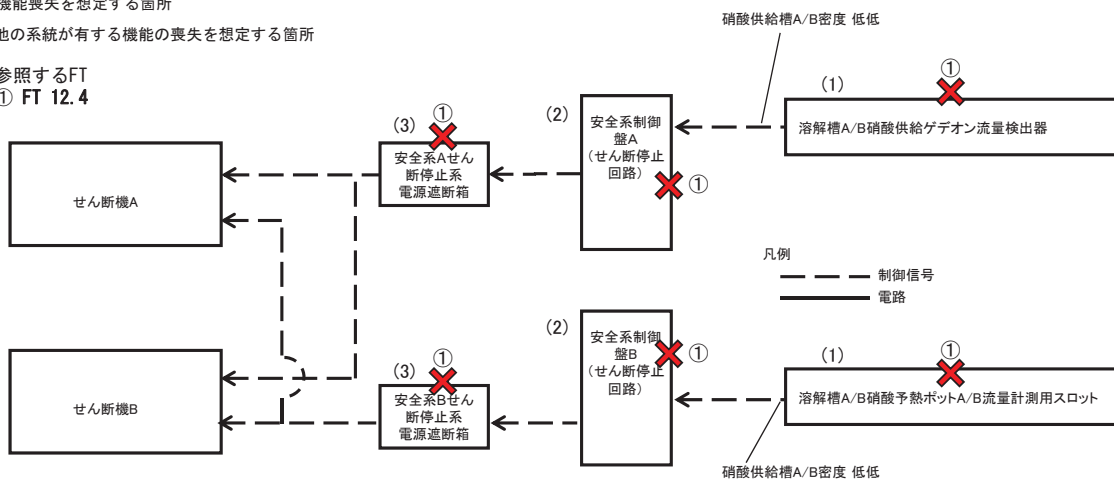 機能喪失を想定する箇所
他の系統が有する機能の喪失を想定する箇所
参照するFT
① FT 12.4
硝酸供給槽A/B密度 低低
(1)
①
溶解槽A/B硝酸供給ゲデオン流量検出器
(2)
安全系制御
盤A
(せん断停止
回路)
①
(3)
①
安全系Aせん
断停止系
電源遮断箱
せん断機A
凡例
制御信号
電路
(2)
安全系制御
盤B
(せん断停止
回路)
①
(1)
①
溶解槽A/B硝酸予熱ポットA/B流量計測用スロット
(3)
①
安全系Bせん
断停止系
電源遮断箱
せん断機B
硝酸供給槽A/B密度 低低